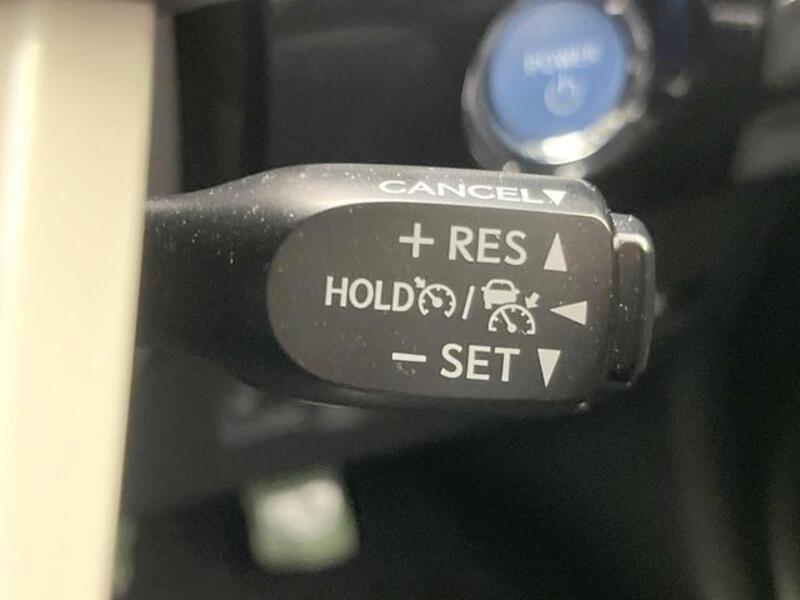 POWER
CANCEL▼
+ RES ▲
HOLD / ◀
− SET ▼